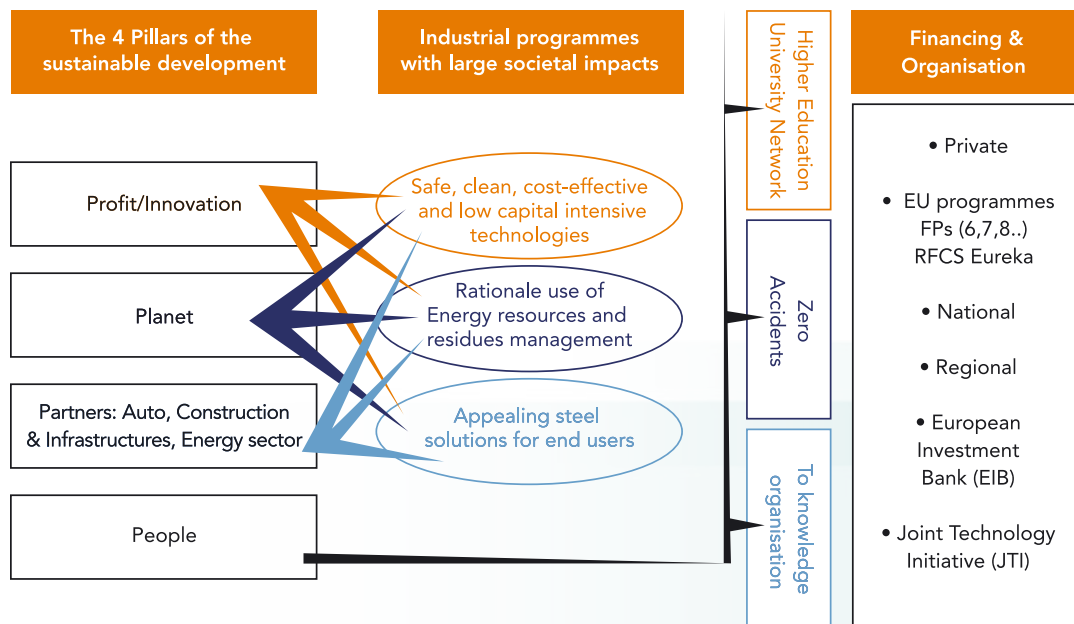 The 4 Pillars of the
sustainable development
Industrial programmes
with large societal impacts
Financing &
Organisation
Profit/Innovation
Planet
Partners: Auto, Construction
& Infrastructures, Energy sector
People
Safe, clean, cost-effective
and low capital intensive
technologies
Rationale use of
Energy resources and
residues management
Appealing steel
solutions for end users
Higher Education
University Network
Zero
Accidents
To knowledge
organisation
• Private
• EU programmes
FPs (6,7,8..)
RFCS Eureka
• National
• Regional
• European
Investment
Bank (EIB)
• Joint Technology
Initiative (JTI)